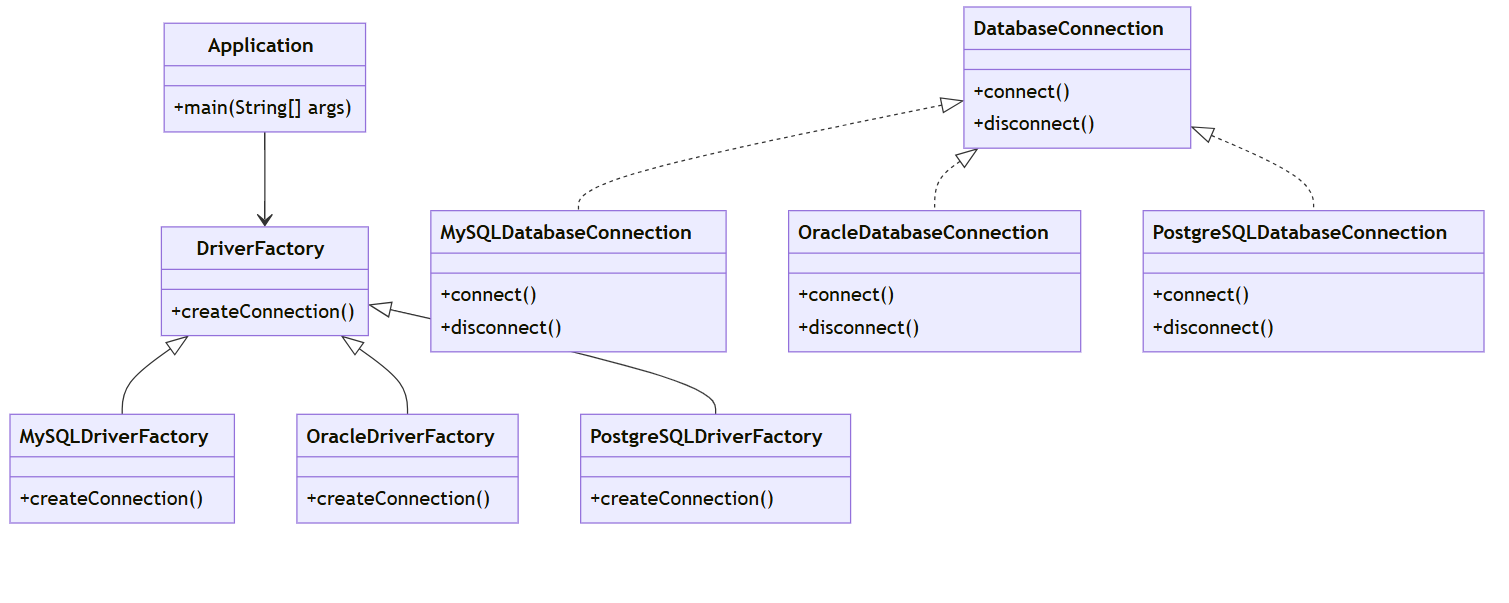 Application
+main(String[] args)
DatabaseConnection
+connect()
+disconnect()
DriverFactory
+createConnection()
MySQLDatabaseConnection
+connect()
+disconnect()
OracleDatabaseConnection
+connect()
+disconnect()
PostgreSQLDatabaseConnection
+connect()
+disconnect()
MySQLDriverFactory
+createConnection()
OracleDriverFactory
+createConnection()
PostgreSQLDriverFactory
+createConnection()